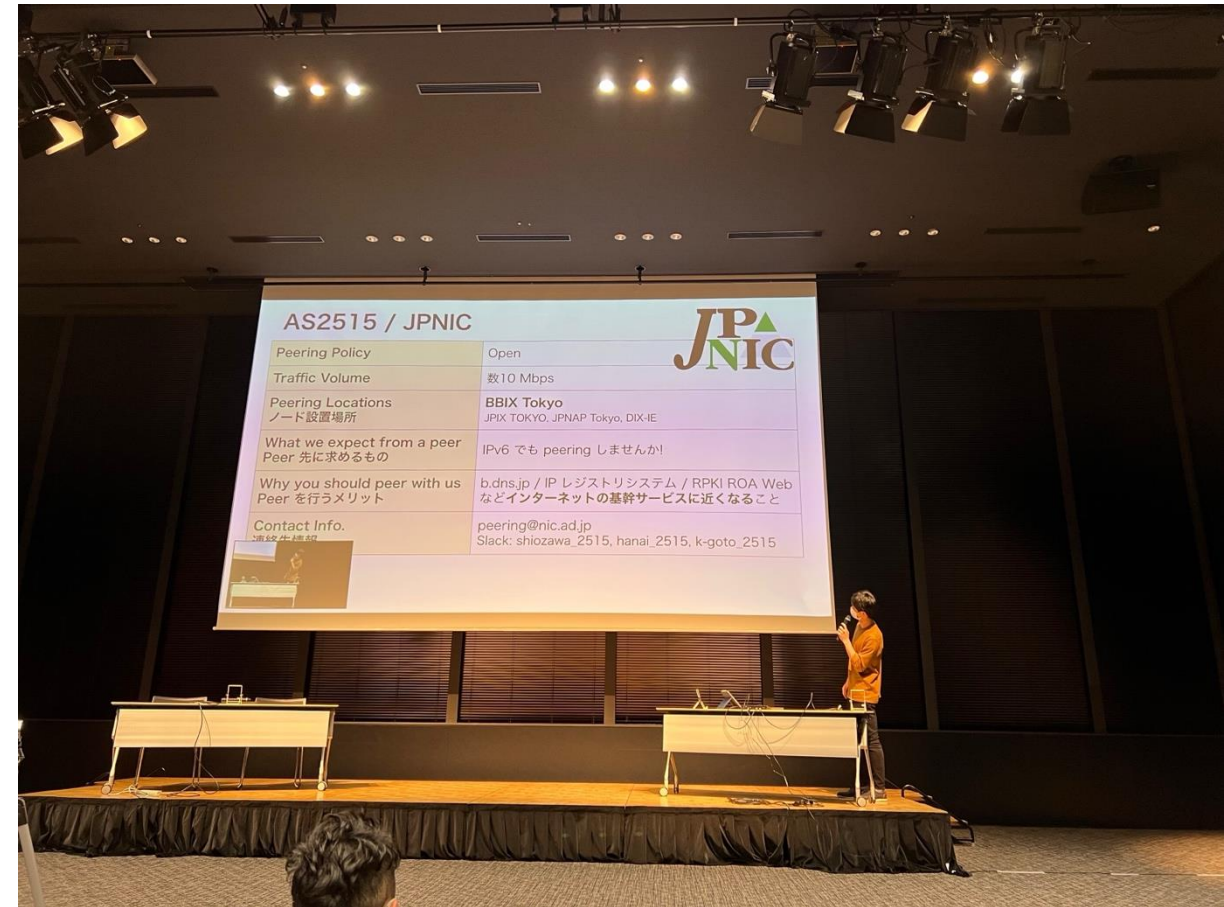 AS2515 / JPNIC
JPNIC
Peering Policy
Open
Traffic Volume
数10 Mbps
Peering Locations
ノード設置場所
BBIX Tokyo
JPIX TOKYO, JPNAP Tokyo, DIX-IE
What we expect from a peer
Peer 先に求めるもの
IPv6 でも peering しませんか!
Why you should peer with us
Peer を行うメリット
b.dns.jp / IP レジストリシステム / RPKI ROA Web
などインターネットの基幹サービスに近くなること
Contact Info.
連絡先情報
peering@nic.ad.jp
Slack: shiozawa_2515, hanai_2515, k-goto_2515